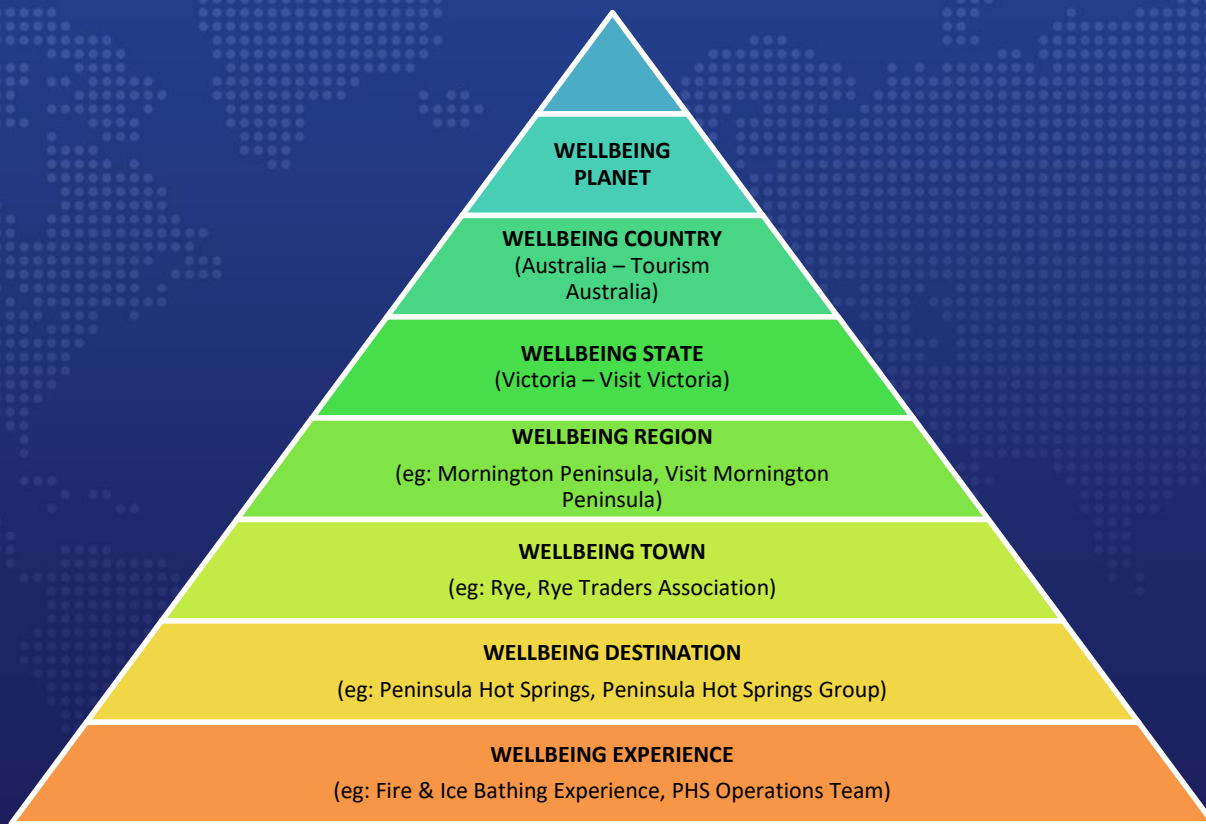 WELLBEING
PLANET
WELLBEING COUNTRY
(Australia – Tourism
Australia)
WELLBEING STATE
(Victoria – Visit Victoria)
WELLBEING REGION
(eg: Mornington Peninsula, Visit Mornington
Peninsula)
WELLBEING TOWN
(eg: Rye, Rye Traders Association)
WELLBEING DESTINATION
(eg: Peninsula Hot Springs, Peninsula Hot Springs Group)
WELLBEING EXPERIENCE
(eg: Fire & Ice Bathing Experience, PHS Operations Team)